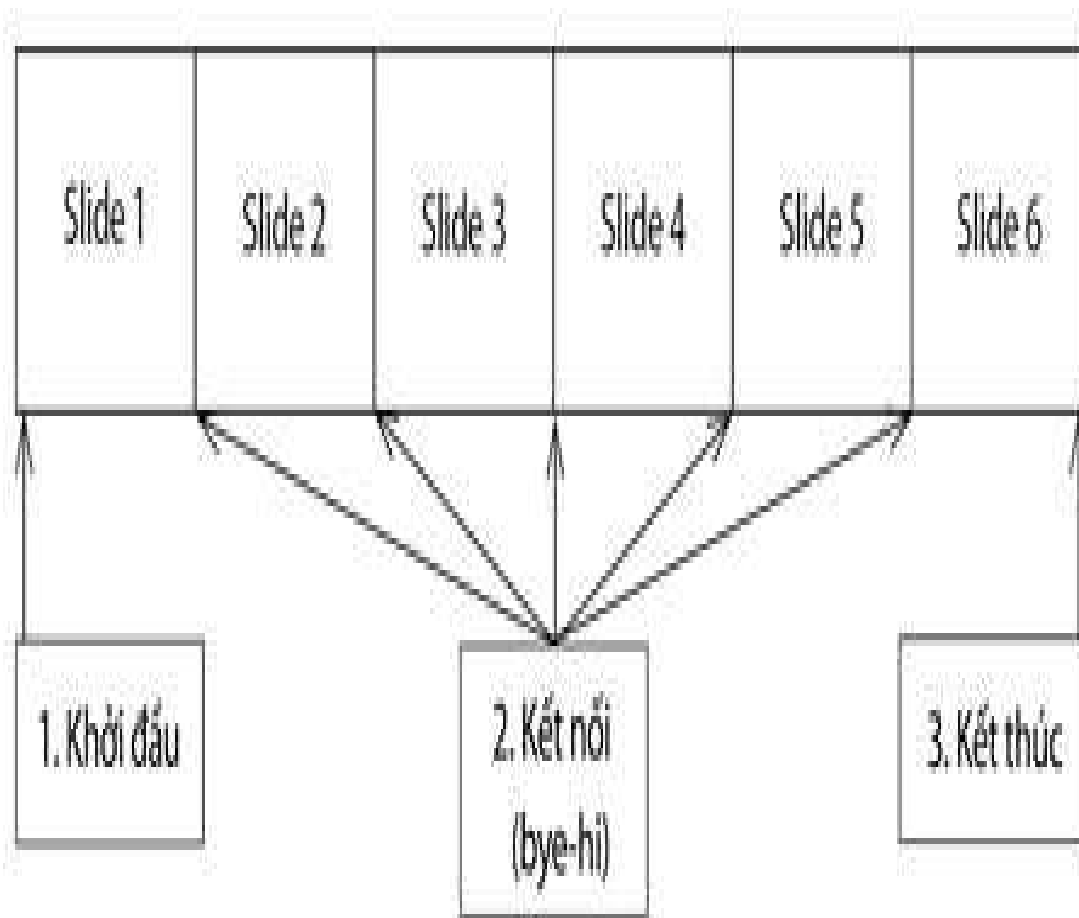 Slide 1
Slide 2
Slide 3
Slide 4
Slide 5
Slide 6
1. Khởi đầu
2. Kết nối
(bye-hi)
3. Kết thúc